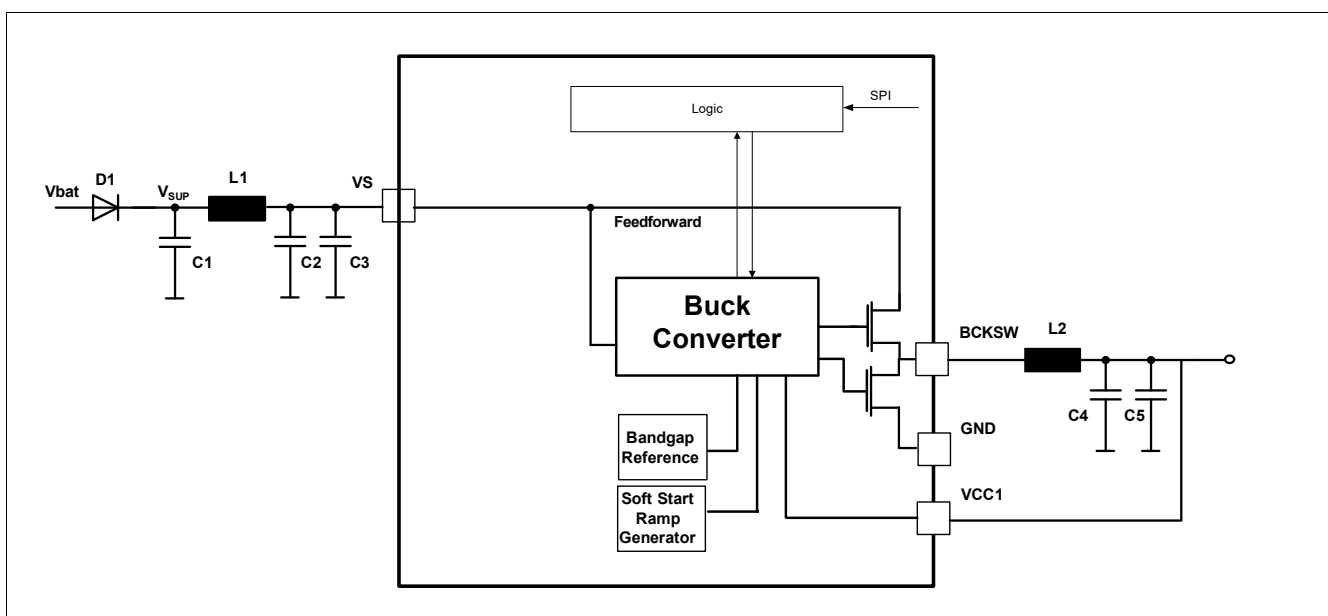 SPI
Logic
Vbat
D1
VSUP
L1
VS
Feedforward
C1
C2
C3
Buck
Converter
BCKSW
L2
C4
C5
GND
Bandgap
Reference
VCC1
Soft Start
Ramp
Generator